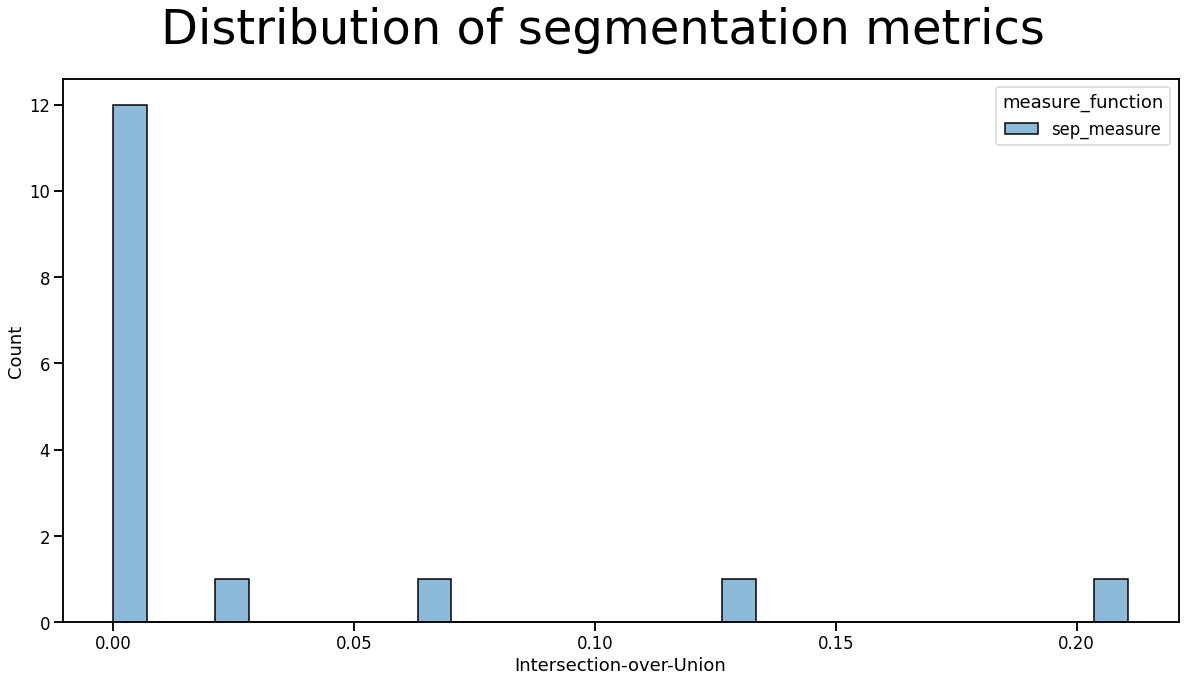 Distribution of segmentation metrics
measure_function
sep_measure
12
10
8
6
4
2
0
Count
0.00 0.05 0.10 0.15 0.20
Intersection-over-Union